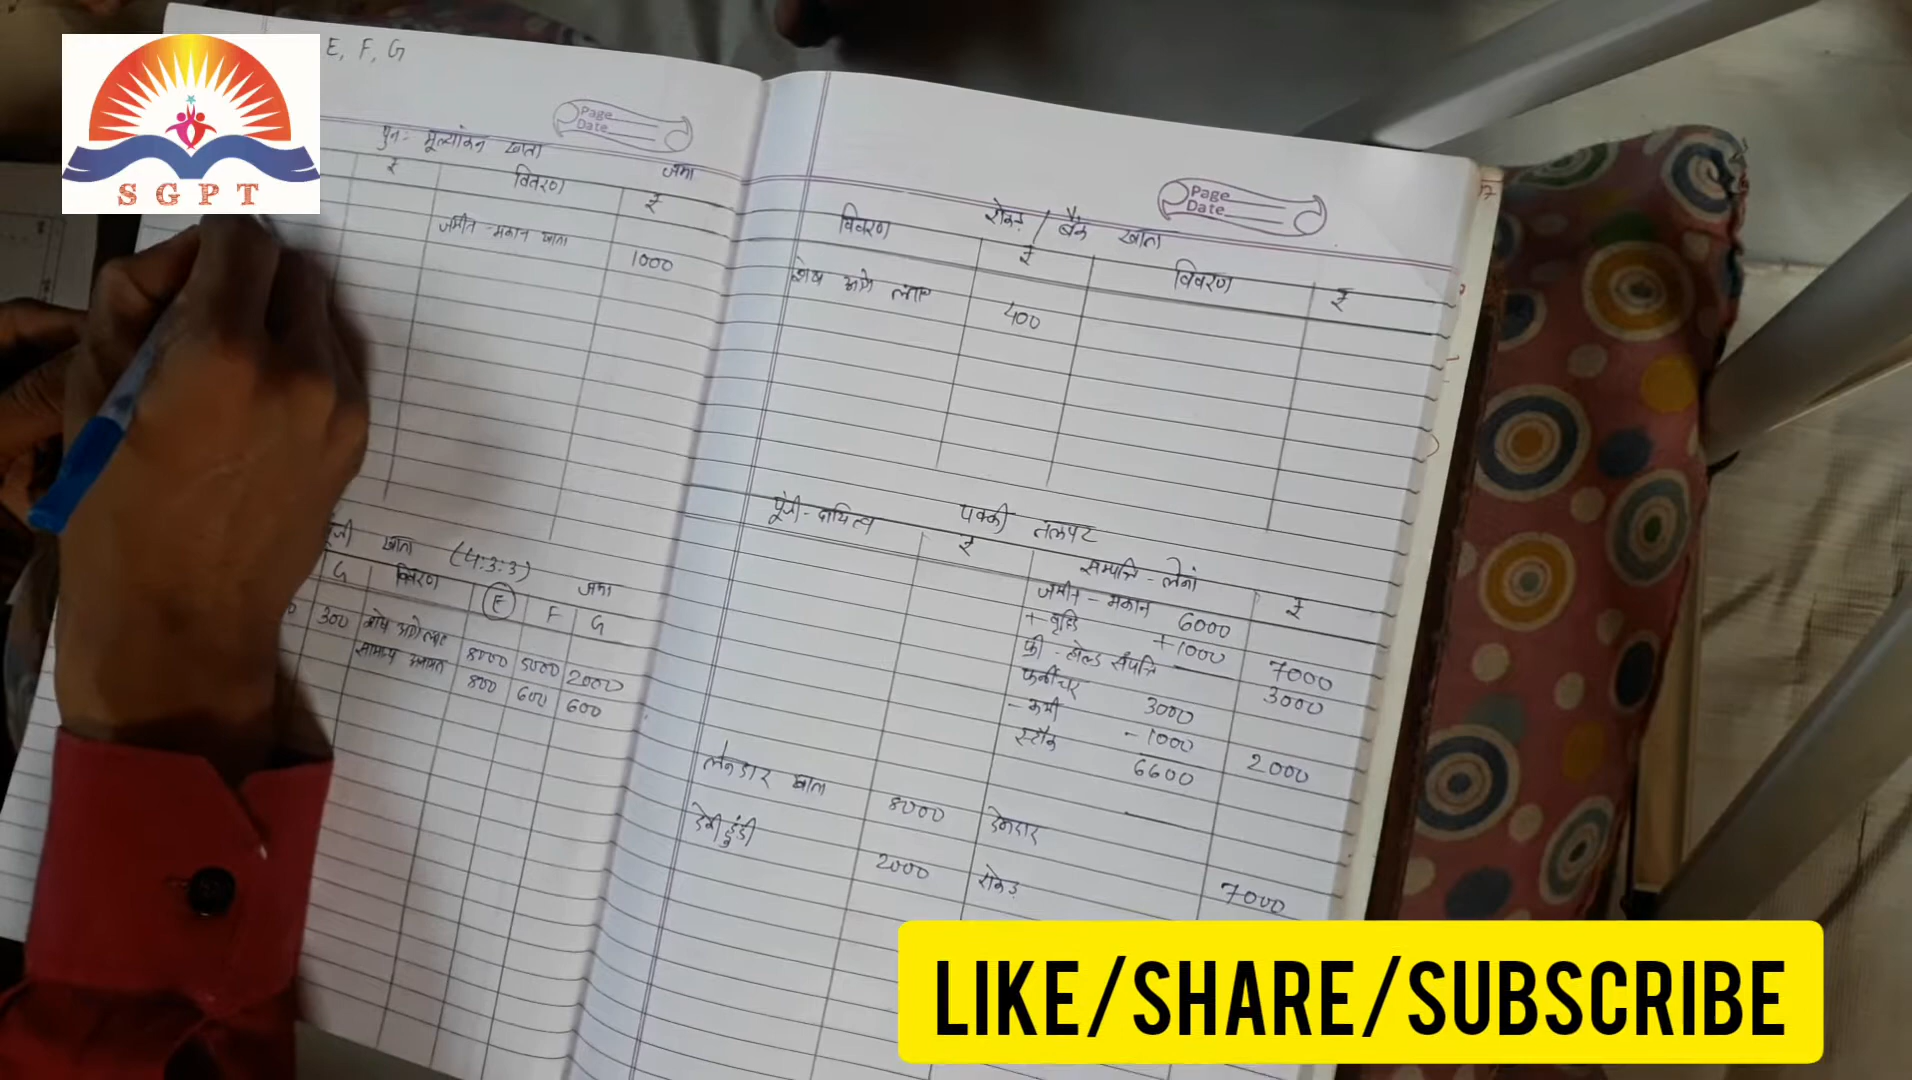 E, F, G
SGPT
Page
Date
पुनः मूल्यांकन खाता
जमा
₹ विवरण ₹
जमीन-मकान खाता 1000
पूंजी खाता (4:3:3) जमा
G विवरण E F G
300 शेष आगे लाए 8000 5000 2000
सामान्य संचय 800 600 600
Page
Date
रोकड़ / बैंक खाता
विवरण ₹ विवरण ₹
शेष आगे लाए 400
पक्की तलपट
पूंजी-दायित्व ₹ सम्पत्ति-लेना ₹
जमीन-मकान 6000
+ वृद्धि +1000 7000
फ्री-होल्ड संपत्ति 3000
फर्नीचर 3000
- कमी -1000 2000
स्टॉक 6600
लेनदार खाता 8000 देनदार
देवी हुंडी 2000 रोकड़ 7000
LIKE/SHARE/SUBSCRIBE